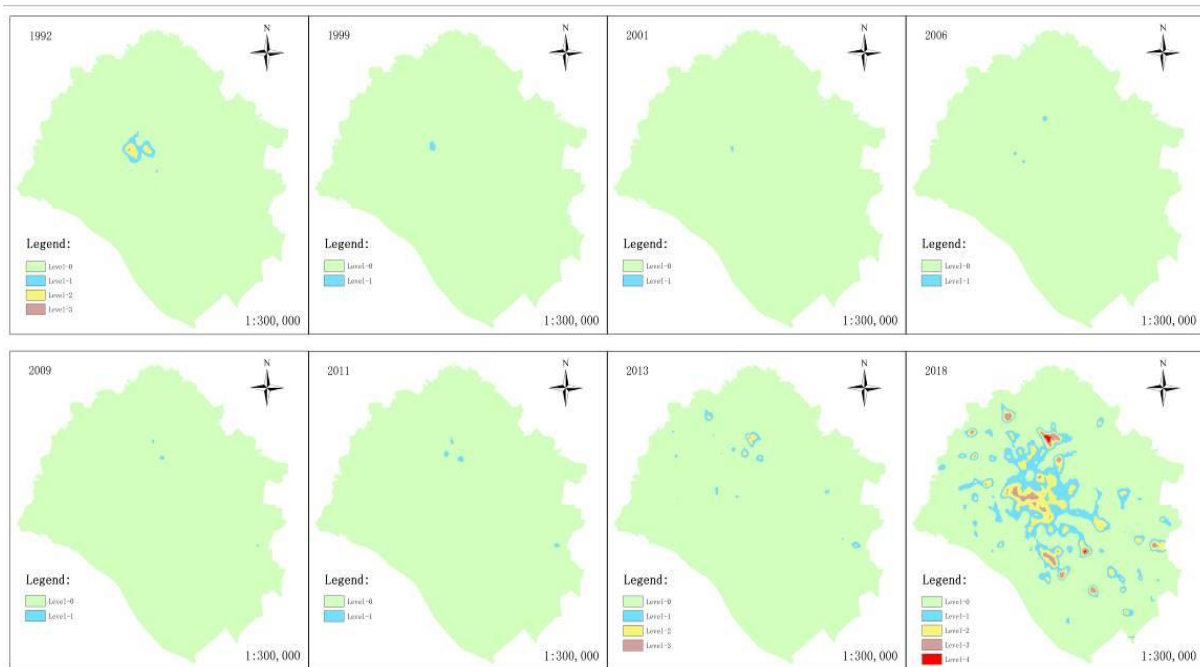 1992
N
Legend:
Level-0
Level-1
Level-2
Level-3
1:300,000
1999
N
Legend:
Level-0
Level-1
1:300,000
2001
N
Legend:
Level-0
Level-1
1:300,000
2006
N
Legend:
Level-0
Level-1
1:300,000
2009
N
Legend:
Level-0
Level-1
1:300,000
2011
N
Legend:
Level-0
Level-1
1:300,000
2013
N
Legend:
Level-0
Level-1
Level-2
Level-3
1:300,000
2018
N
Legend:
Level-0
Level-1
Level-2
Level-3
Level-4
1:300,000